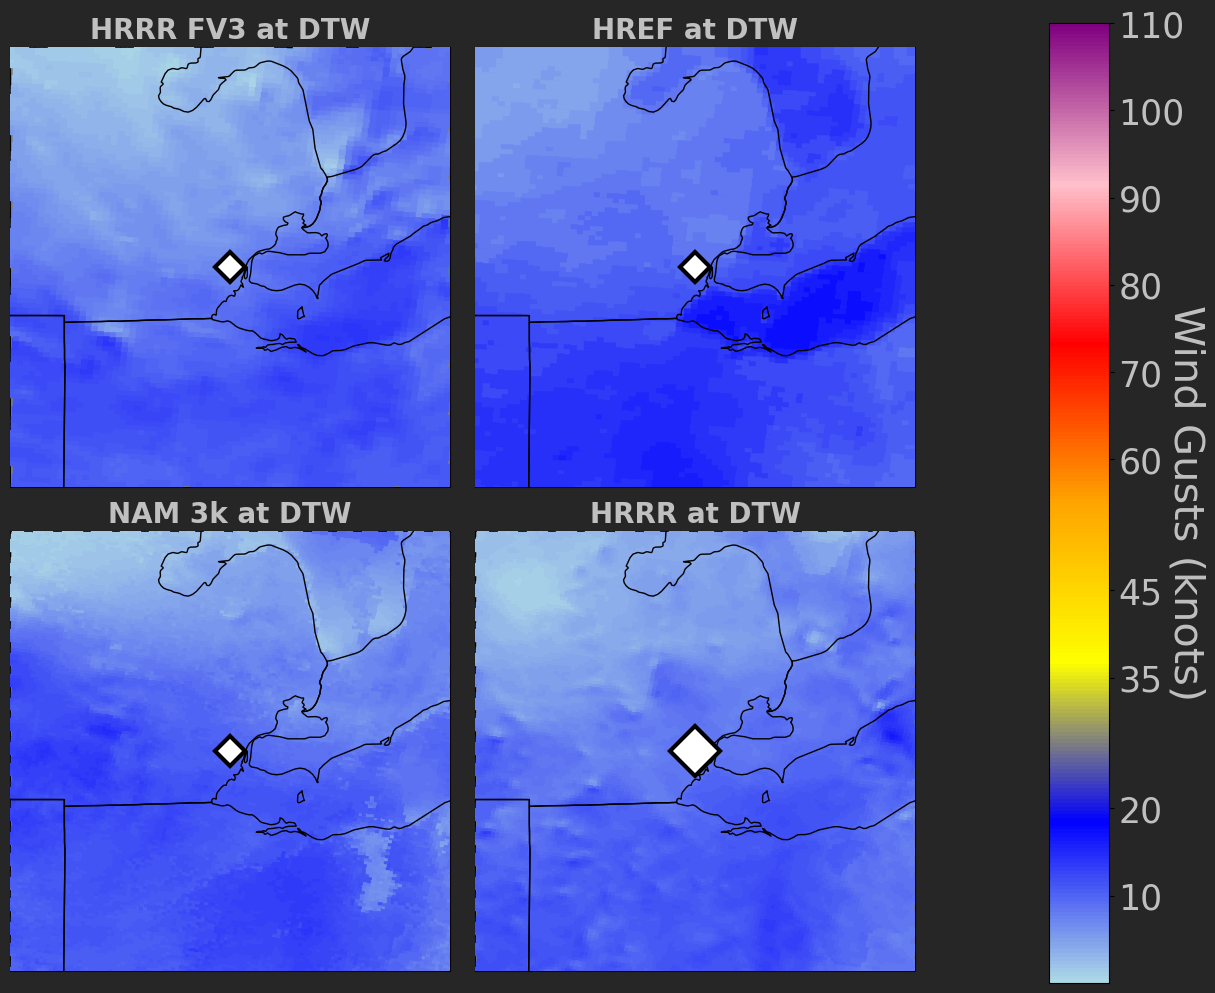 HRRR FV3 at DTW
HREF at DTW
NAM 3k at DTW
HRRR at DTW
110
100
90
80
70
60
45
35
20
10
Wind Gusts (knots)